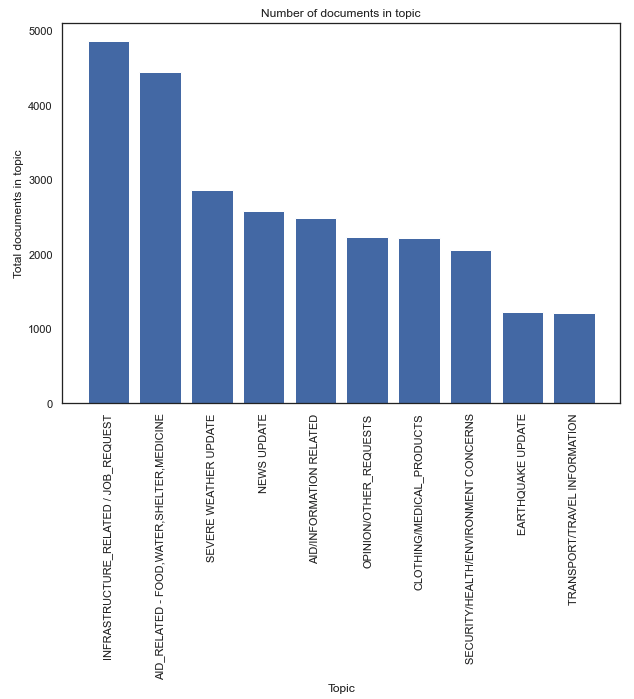 Number of documents in topic
Total documents in topic
5000
4000
3000
2000
1000
0
INFRASTRUCTURE_RELATED / JOB_REQUEST
AID_RELATED - FOOD,WATER,SHELTER,MEDICINE
SEVERE WEATHER UPDATE
NEWS UPDATE
AID/INFORMATION RELATED
OPINION/OTHER_REQUESTS
CLOTHING/MEDICAL_PRODUCTS
SECURITY/HEALTH/ENVIRONMENT CONCERNS
EARTHQUAKE UPDATE
TRANSPORT/TRAVEL INFORMATION
Topic